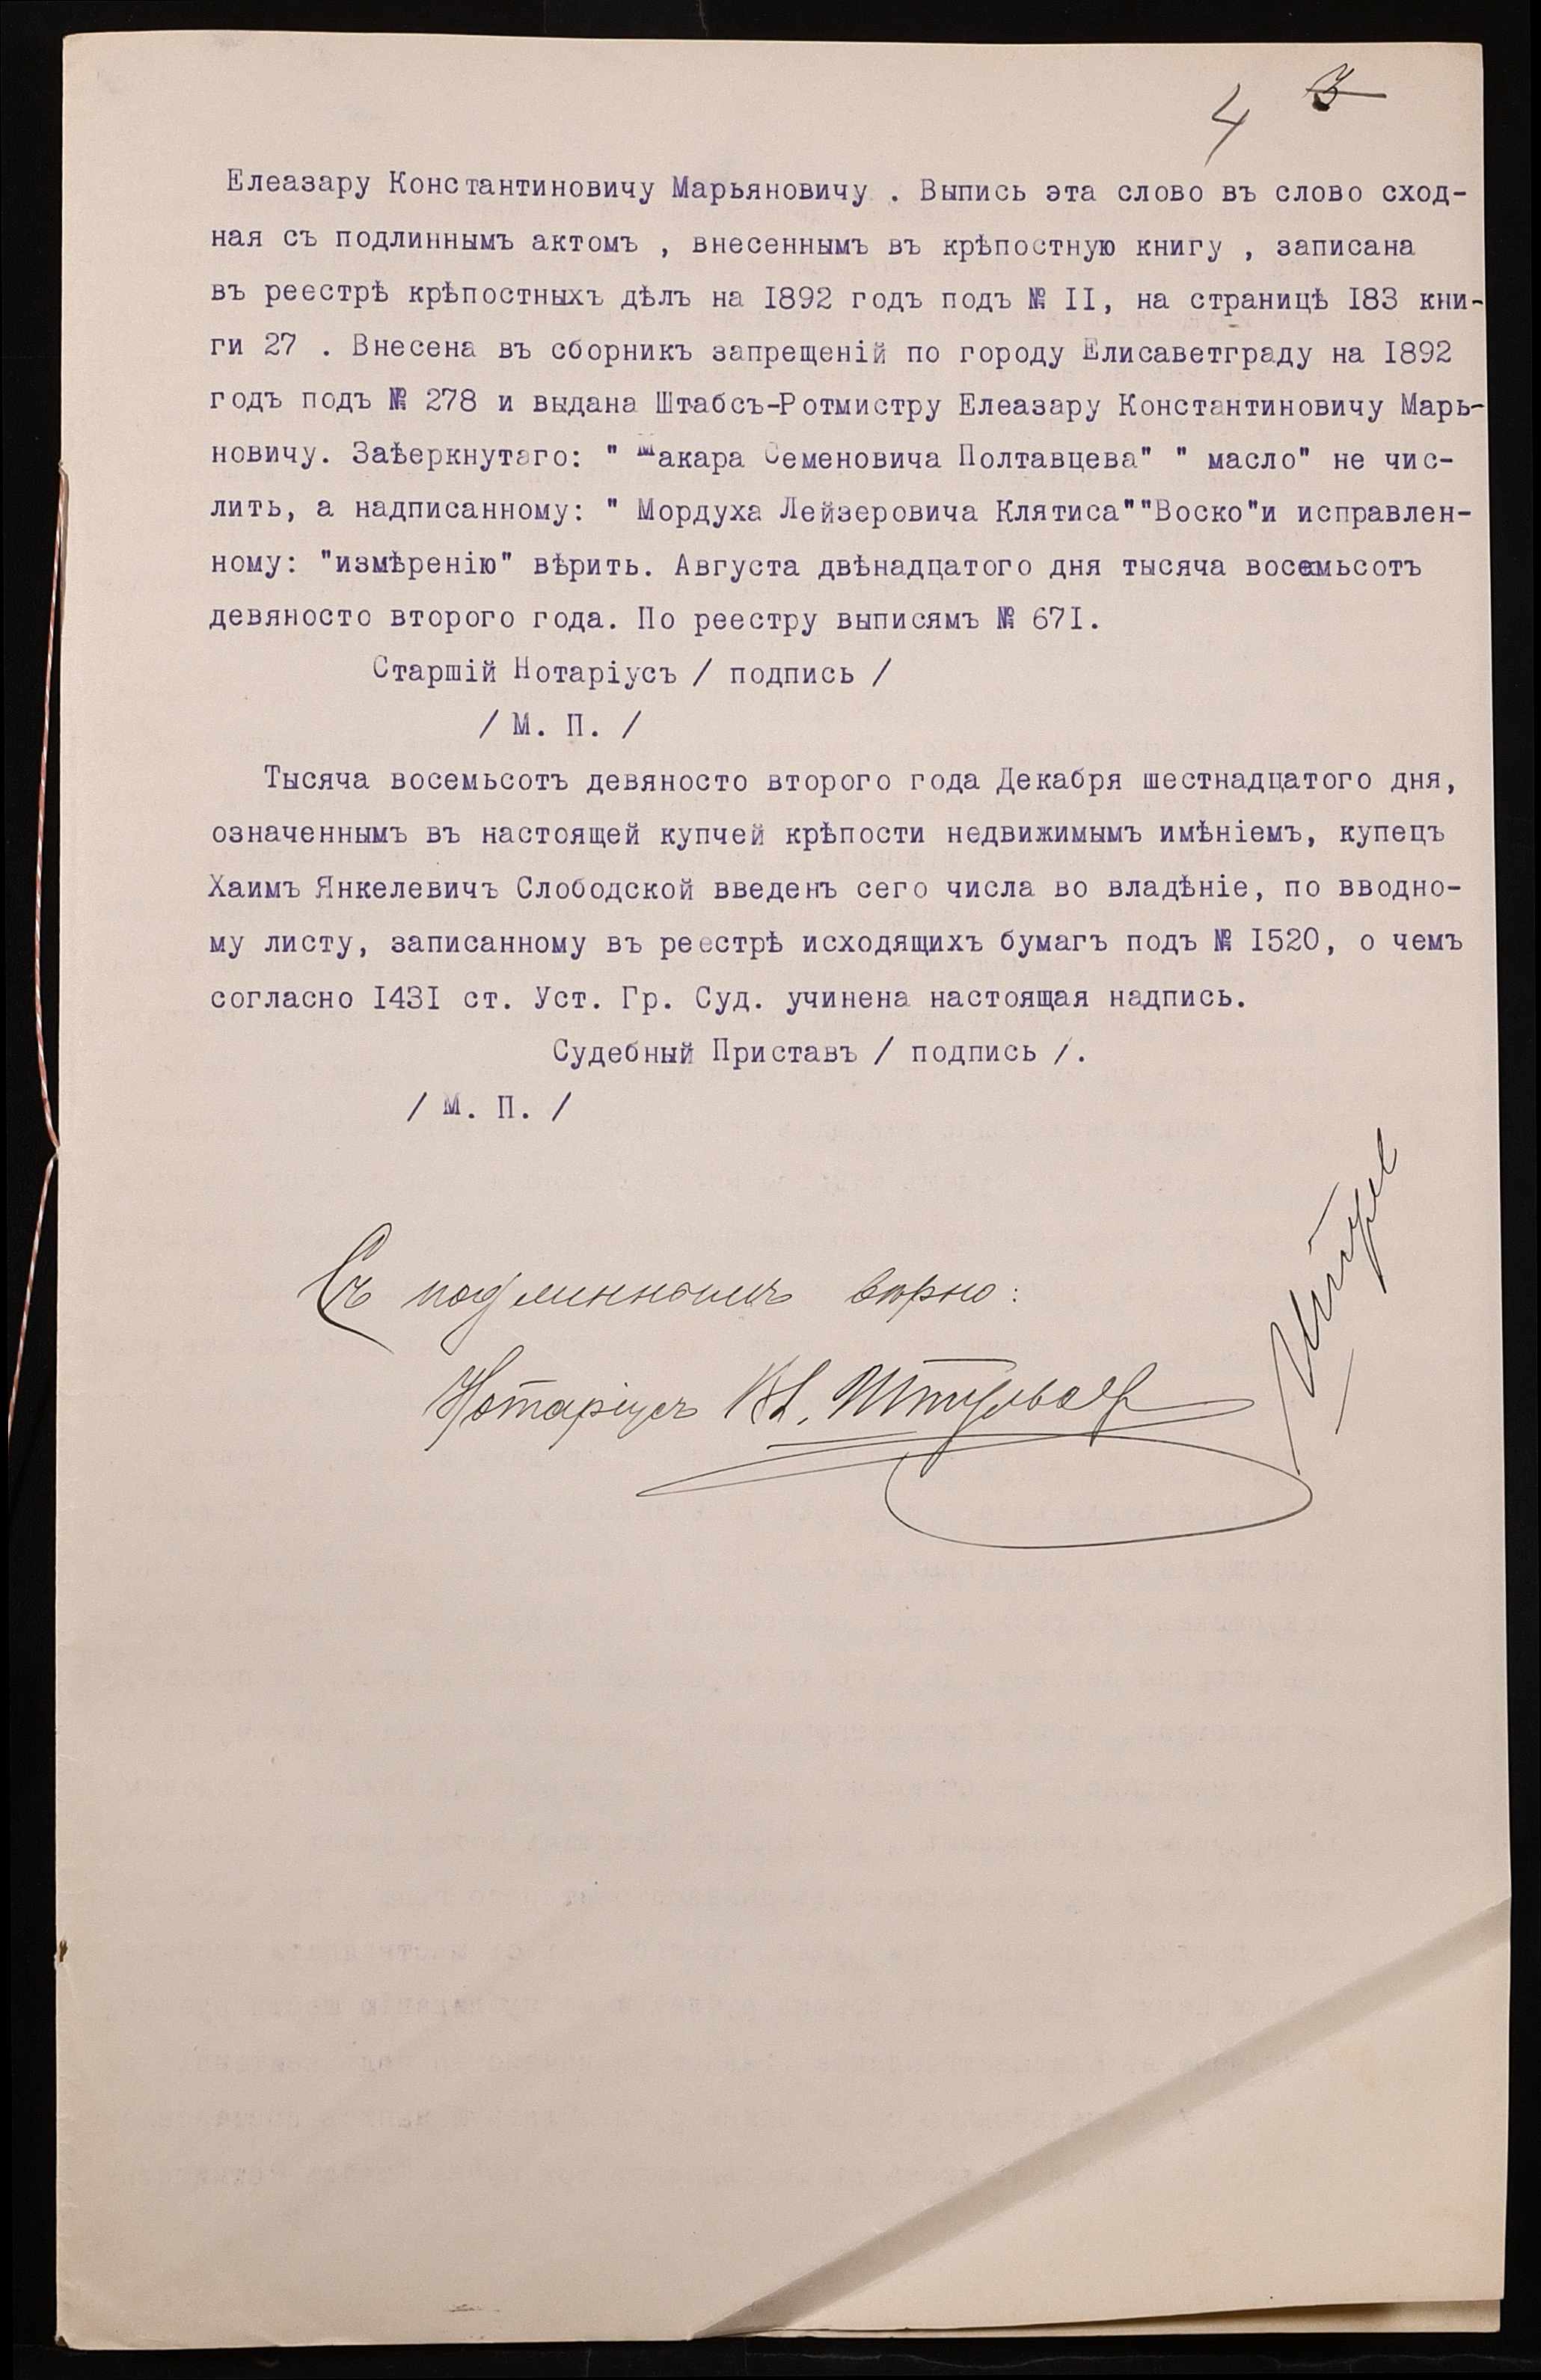 4 3
Елеазару Константиновичу Марьяновичу . Выпись эта слово въ слово сход-
ная съ подлиннымъ актомъ , внесеннымъ въ крѣпостную книгу , записана
въ реестрѣ крѣпостныхъ дѣлъ на I892 годъ подъ № II, на страницѣ I83 кни-
ги 27 . Внесена въ сборникъ запрещеній по городу Елисаветграду на I892
годъ подъ № 278 и выдана Штабсъ-Ротмистру Елеазару Константиновичу Марь-
новичу. Заѣеркнутаго: " Макара Семеновича Полтавцева" " масло" не чис-
лить, а надписанному: " Мордуха Лейзеровича Клятиса""Воско"и исправлен-
ному: "измѣренію" вѣрить. Августа двѣнадцатого дня тысяча восемьсотъ
девяносто второго года. По реестру выписямъ № 67I.
Старшій Нотаріусъ / подпись /
/ М. П. /
Тысяча восемьсотъ девяносто второго года Декабря шестнадцатого дня,
означеннымъ въ настоящей купчей крѣпости недвижимымъ имѣніемъ, купецъ
Хаимъ Янкелевичъ Слободской введенъ сего числа во владѣніе, по вводно-
му листу, записанному въ реестрѣ исходящихъ бумагъ подъ № I520, о чемъ
согласно I43I ст. Уст. Гр. Суд. учинена настоящая надпись.
Судебный Приставъ / подпись /.
/ М. П. /
Съ подлиннымъ вѣрно:
Нотаріусъ